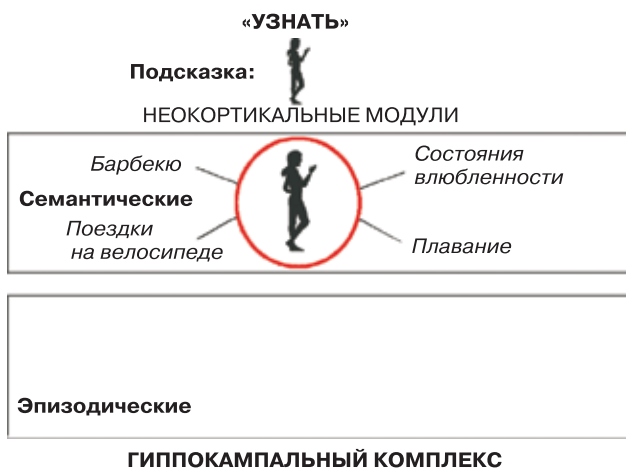 «УЗНАТЬ»
Подсказка:
НЕОКОРТИКАЛЬНЫЕ МОДУЛИ
Барбекю
Состояния
влюбленности
Семантические
Поездки
на велосипеде
Плавание
Эпизодические
ГИППОКАМПАЛЬНЫЙ КОМПЛЕКС